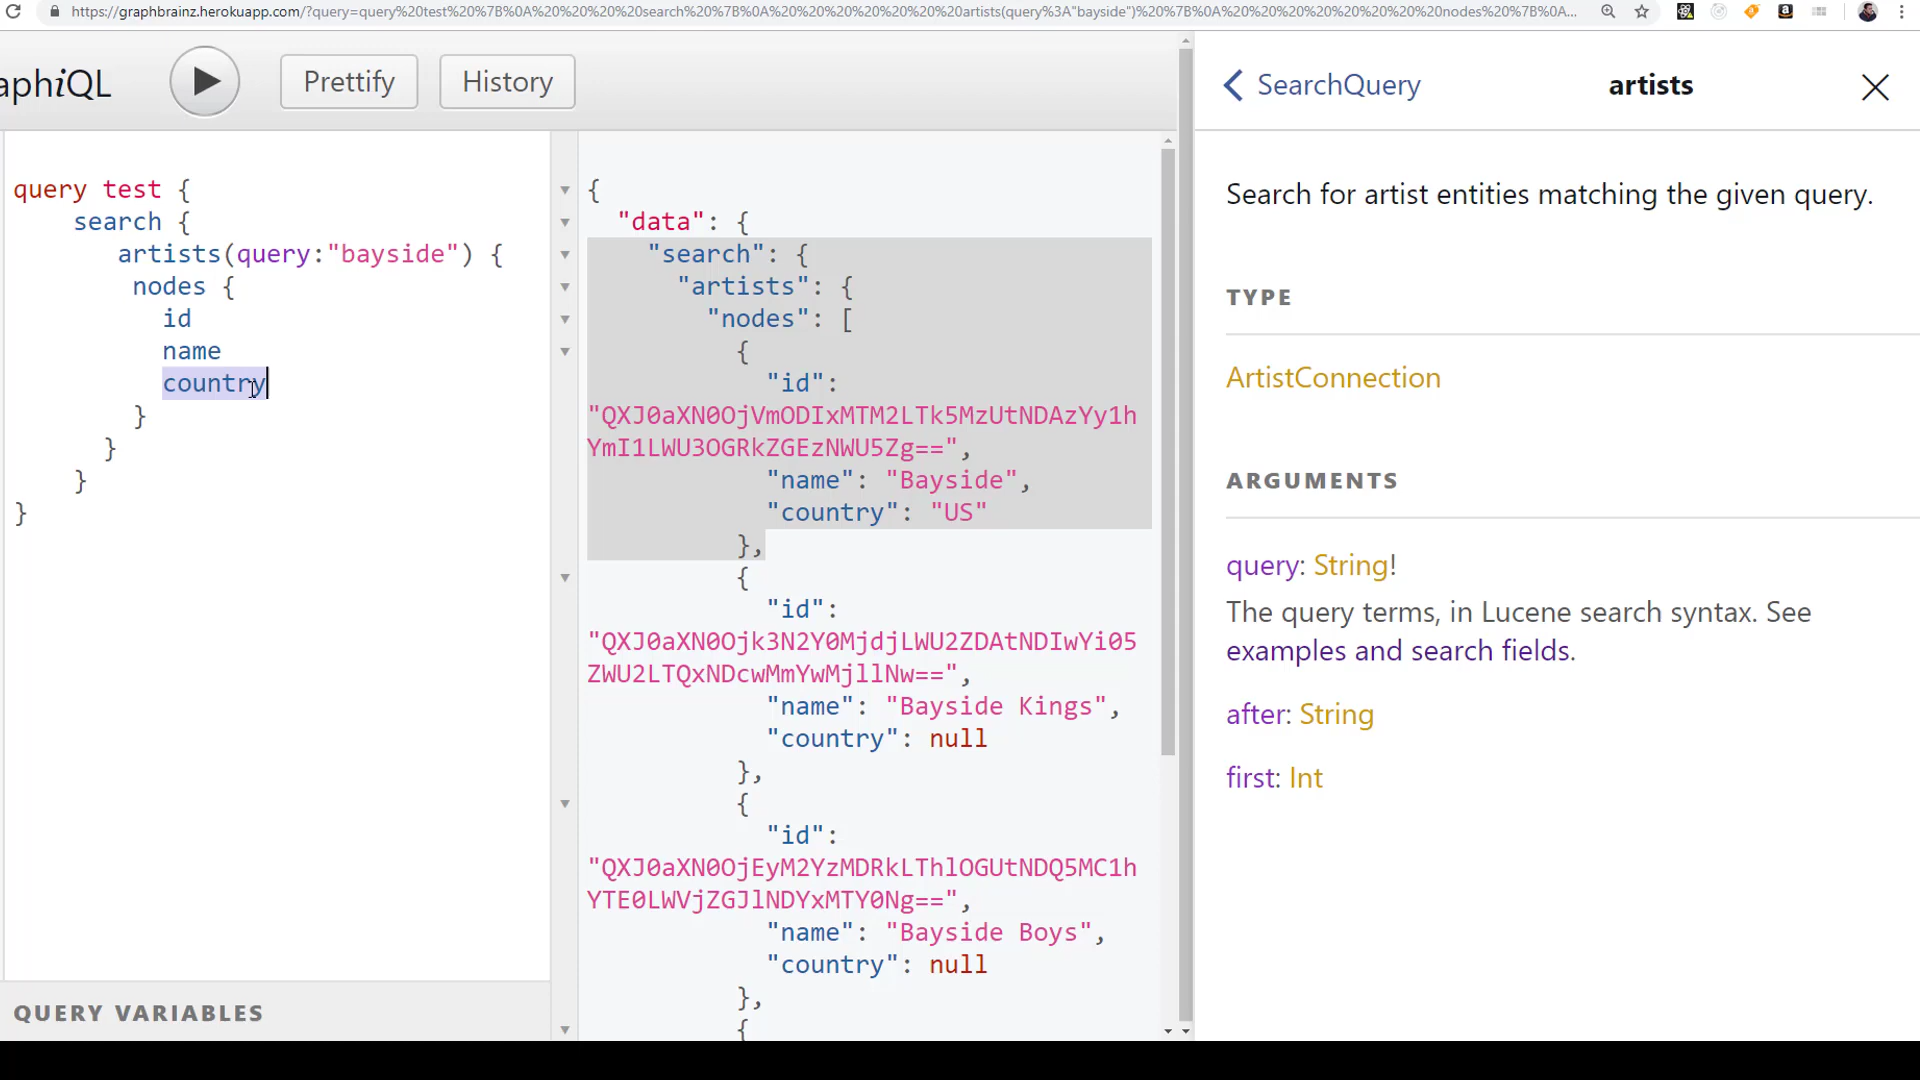 https://graphbrainz.herokuapp.com/?query=query%20test%20%7B%0A%20%20%20%20%20search%20%7B%0A%20%20%20%20%20%20%20%20artists(query%3A"bayside")%20%7B%0A%20%20%20%20%20%20%20%20%20nodes%20%7B%0A...
aphiQL
Prettify
History
SearchQuery
artists
query test {
search {
artists(query:"bayside") {
nodes {
id
name
country
}
}
}
}
QUERY VARIABLES
{
"data": {
"search": {
"artists": {
"nodes": [
{
"id":
"QXJ0aXN0OjVmODIxMTM2LTk5MzUtNDAzYy1h
YmI1LWU3OGRkZGEzNWU5Zg==",
"name": "Bayside",
"country": "US"
},
{
"id":
"QXJ0aXN0Ojk3N2Y0MjdjLWU2ZDAtNDIwYi05
ZWU2LTQxNDcwMmYwMjllNw==",
"name": "Bayside Kings",
"country": null
},
{
"id":
"QXJ0aXN0OjEyM2YzMDRkLThlOGUtNDQ5MC1h
YTE0LWVjZGJlNDYxMTY0Ng==",
"name": "Bayside Boys",
"country": null
},
{
Search for artist entities matching the given query.
TYPE
ArtistConnection
ARGUMENTS
query: String!
The query terms, in Lucene search syntax. See
examples and search fields.
after: String
first: Int